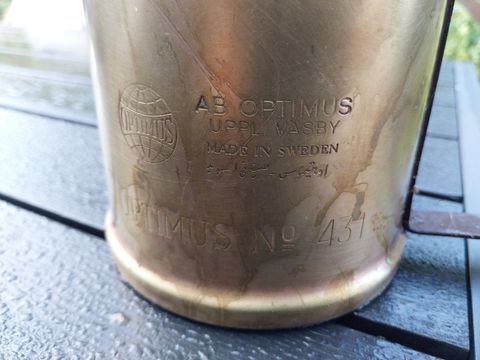 OPTIMUS
AB OPTIMUS
UPPL. VÄSBY
MADE IN SWEDEN
OPTIMUS Nº 431